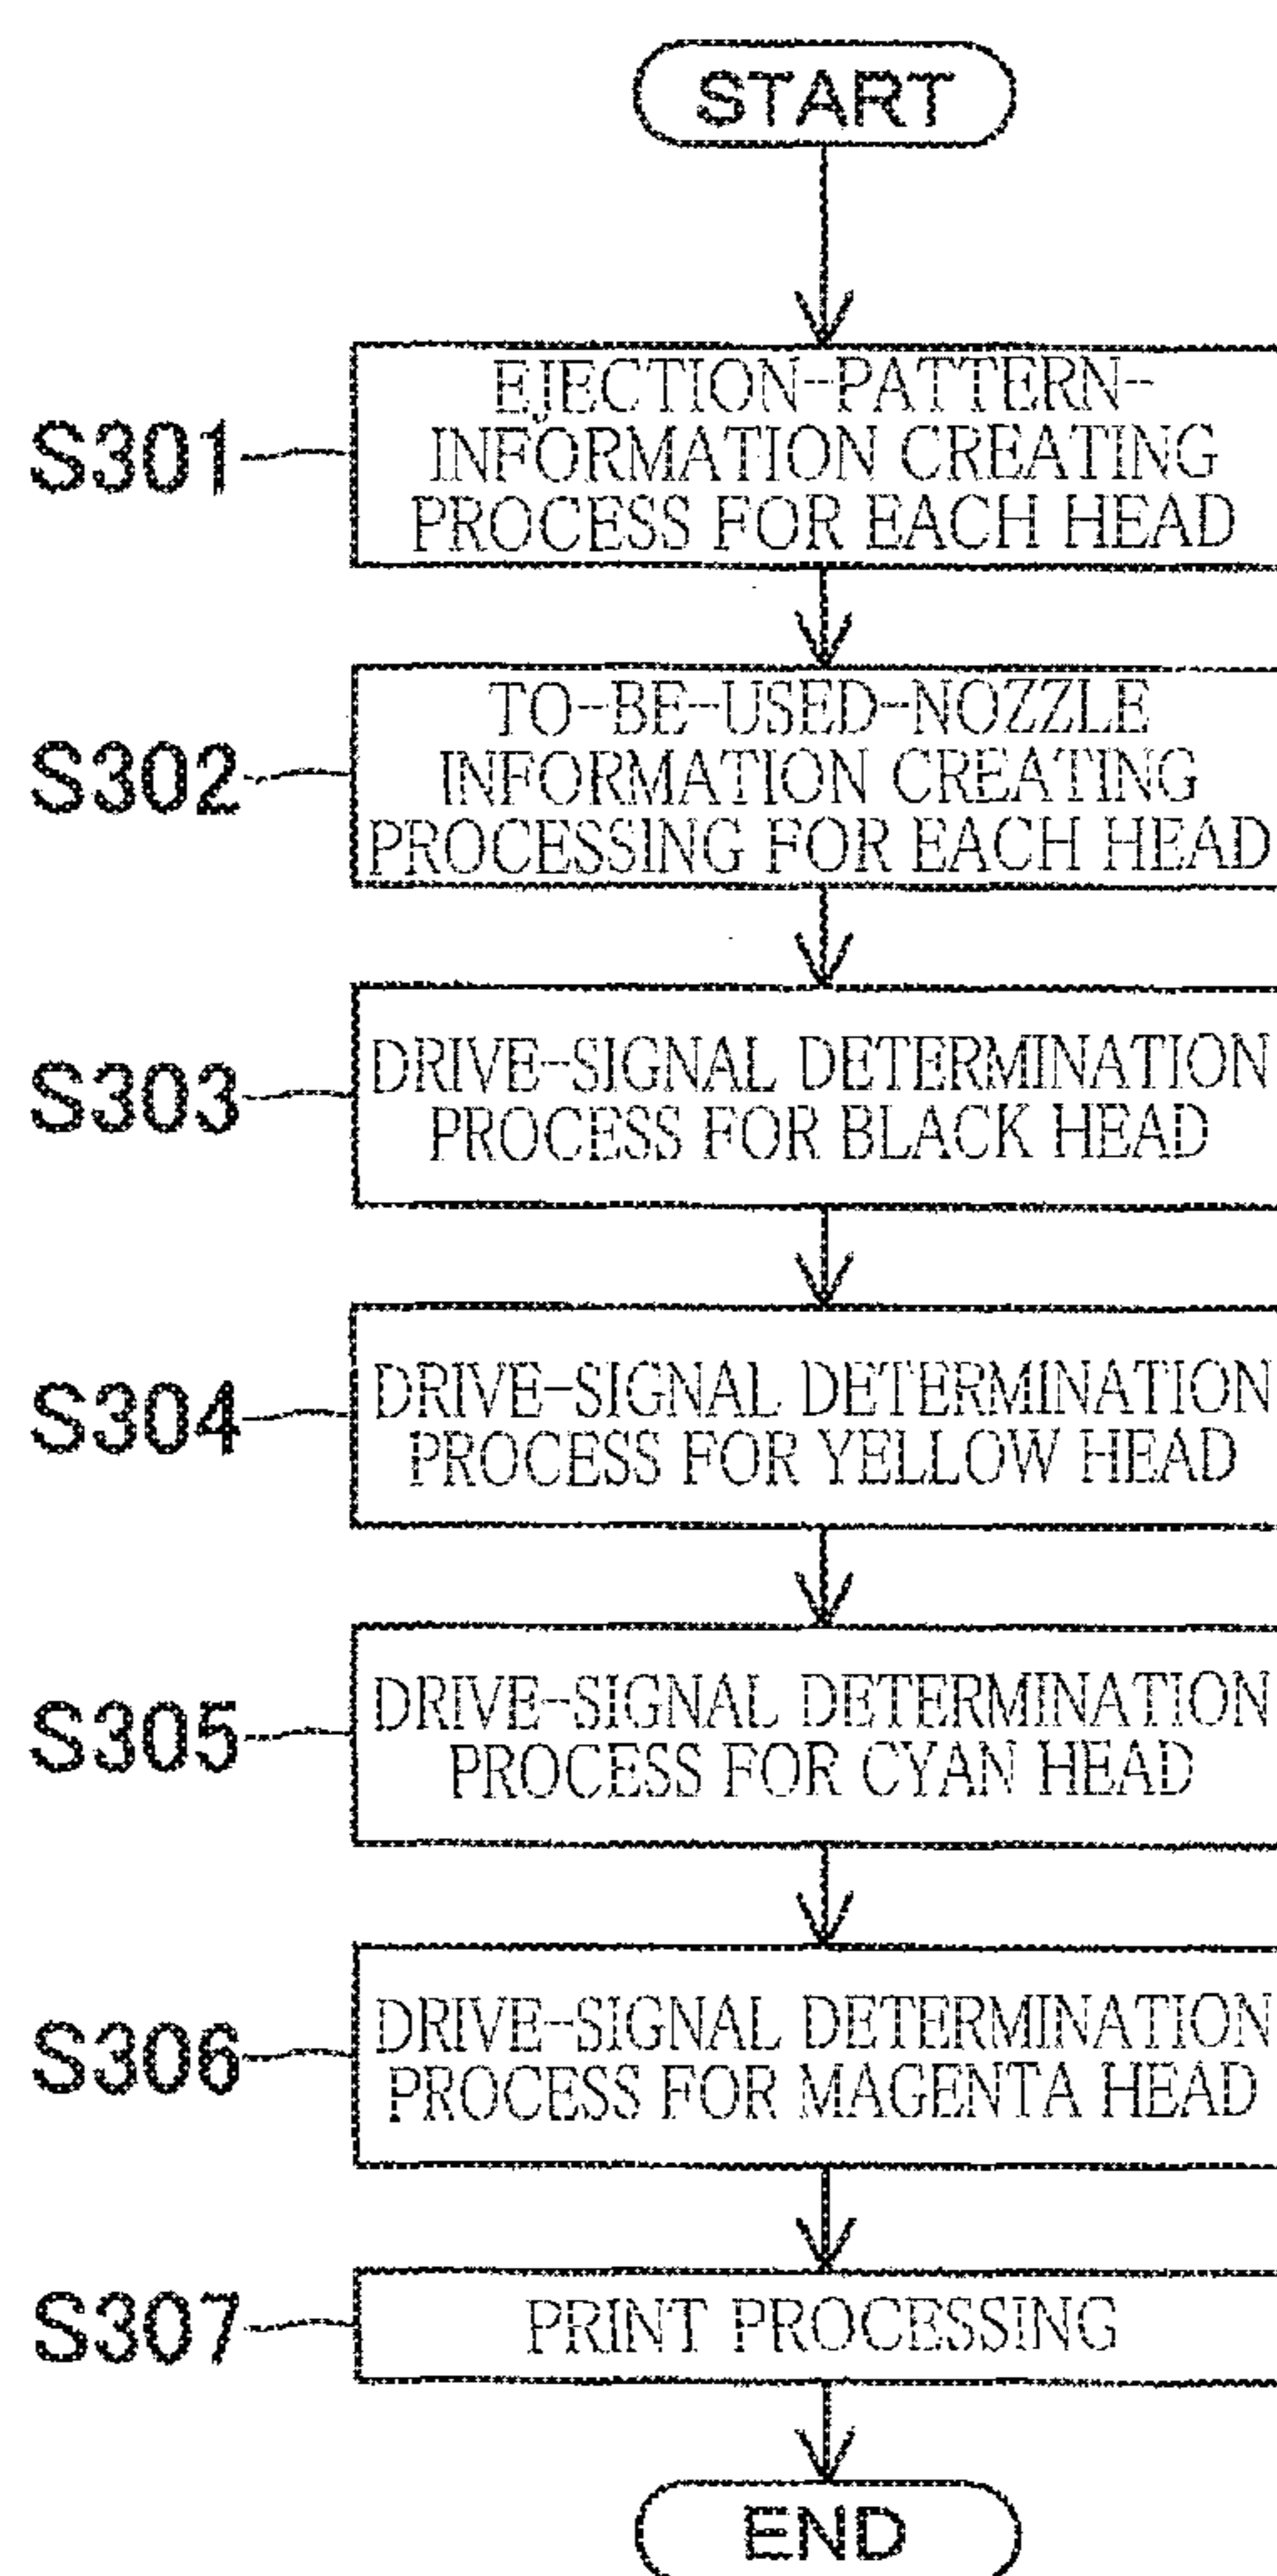 START
S301
EJECTION-PATTERN-
INFORMATION CREATING
PROCESS FOR EACH HEAD
S302
TO-BE-USED-NOZZLE
INFORMATION CREATING
PROCESSING FOR EACH HEAD
S303
DRIVE-SIGNAL DETERMINATION
PROCESS FOR BLACK HEAD
S304
DRIVE-SIGNAL DETERMINATION
PROCESS FOR YELLOW HEAD
S305
DRIVE-SIGNAL DETERMINATION
PROCESS FOR CYAN HEAD
S306
DRIVE-SIGNAL DETERMINATION
PROCESS FOR MAGENTA HEAD
S307
PRINT PROCESSING
END